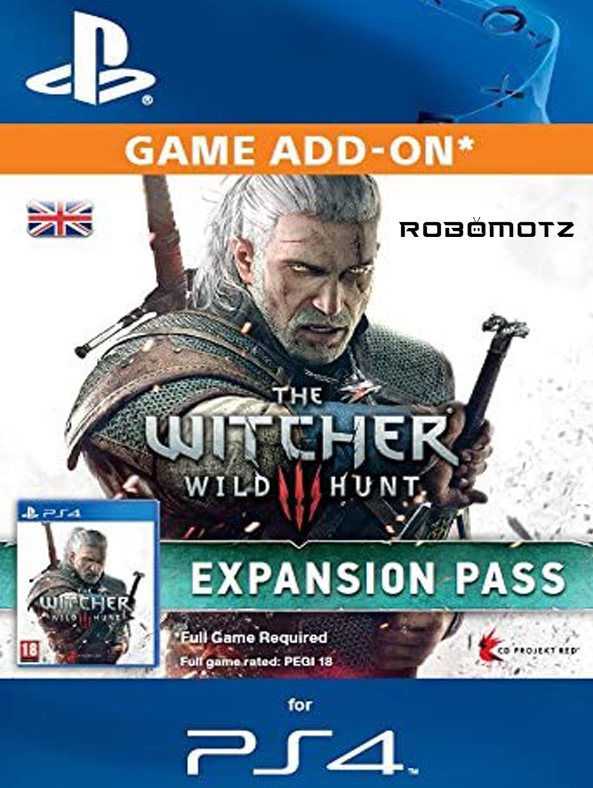 GAME ADD-ON*
ROBOMOTZ
THE
WITCHER
WILD HUNT
PS4
THE
WITCHER
WILD HUNT
18
EXPANSION PASS
*Full Game Required
Full game rated: PEGI 18
CD PROJEKT RED®
for
PS4™